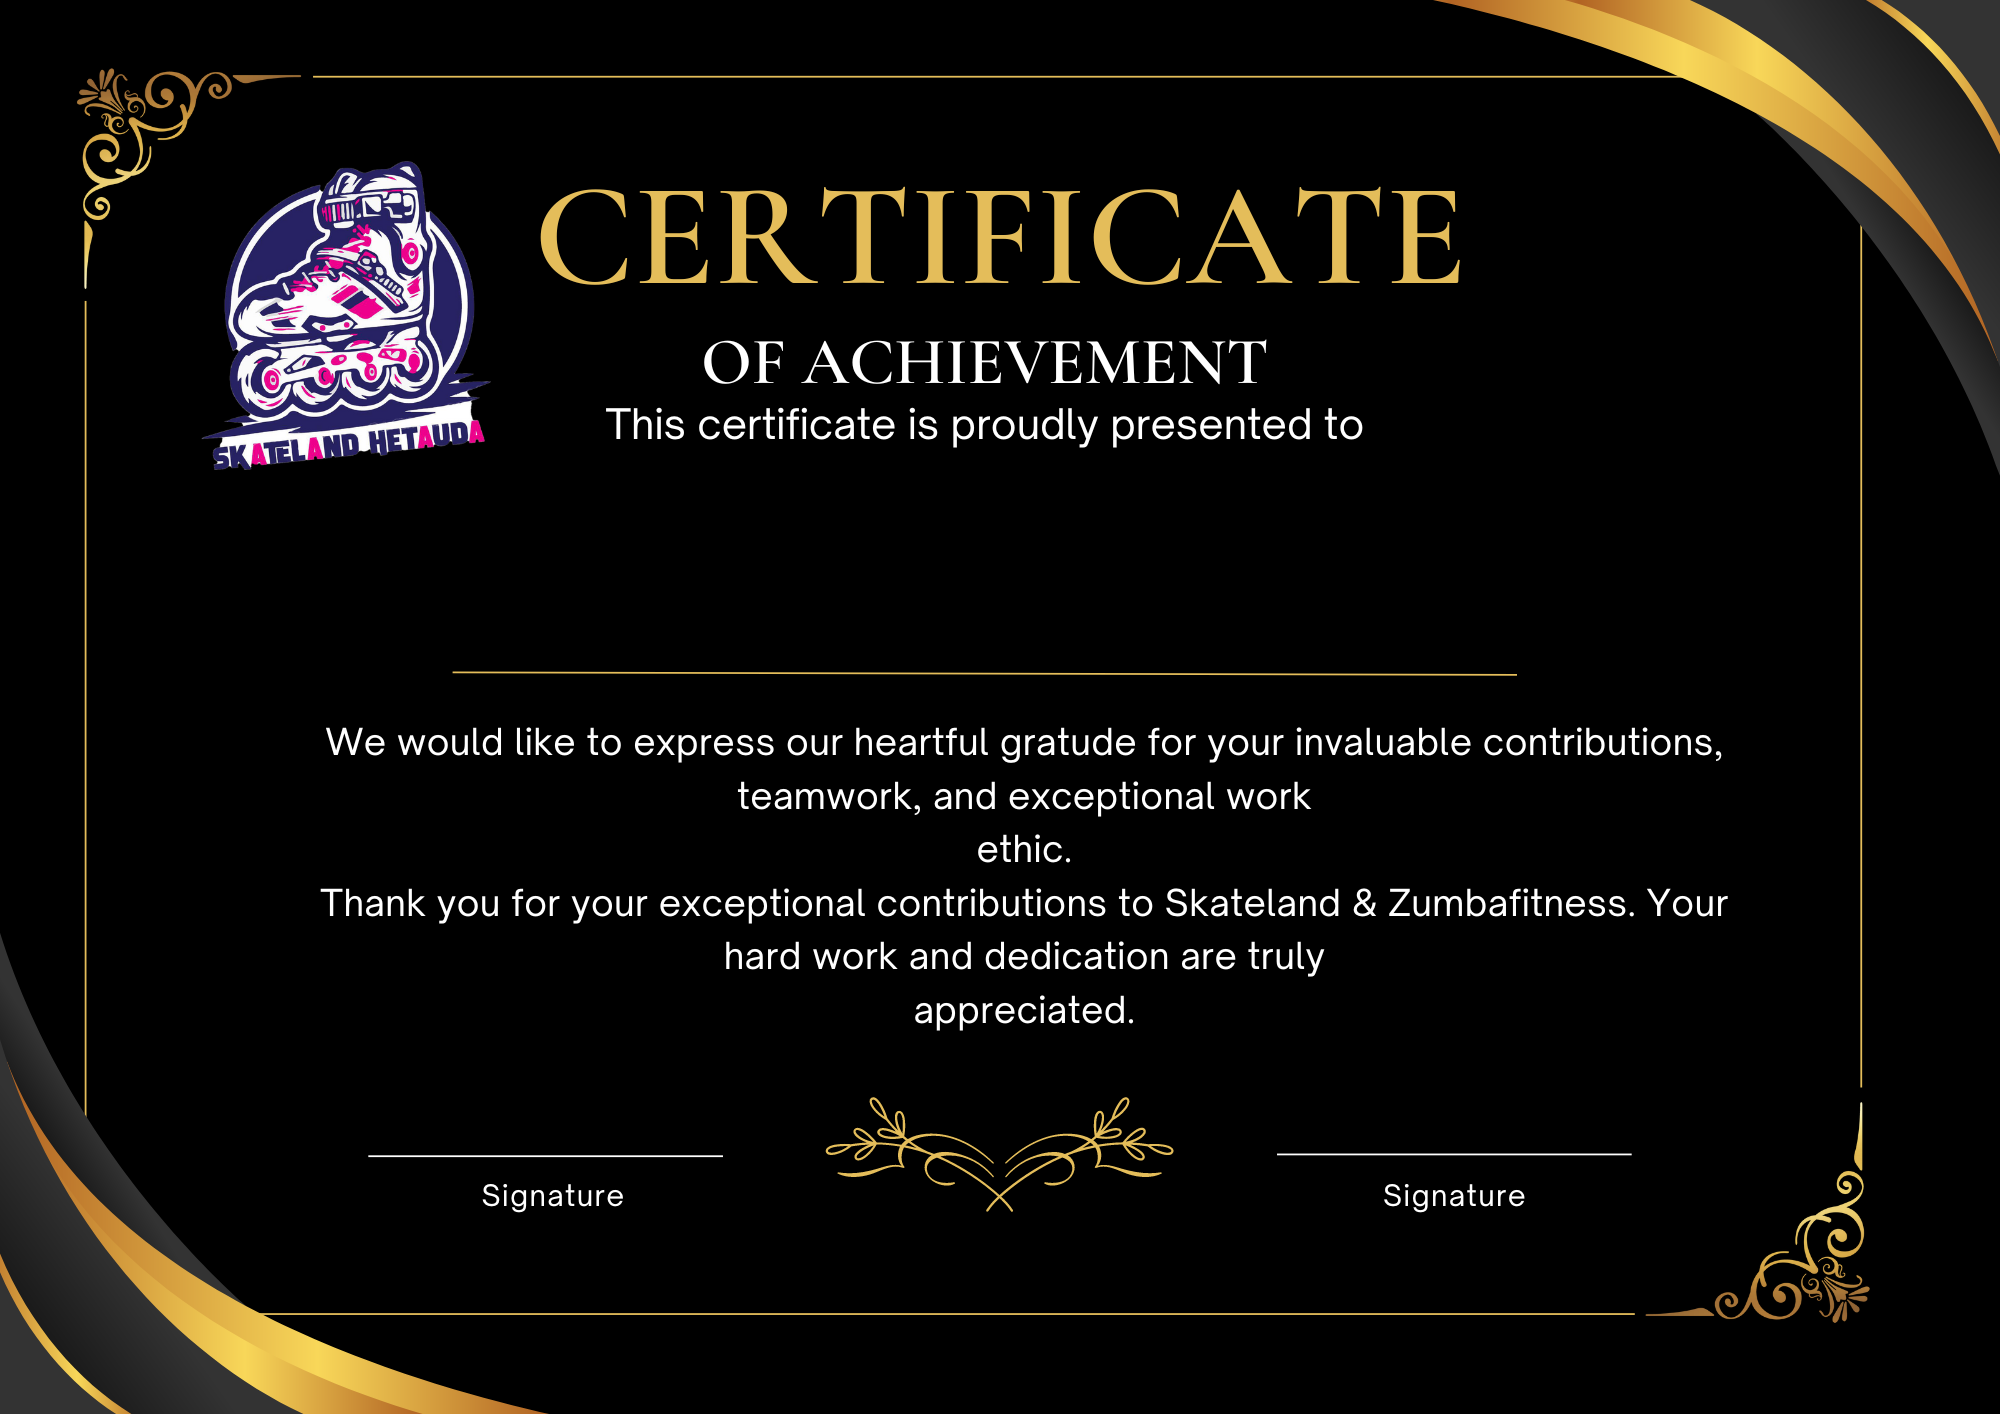 CERTIFICATE
OF ACHIEVEMENT
This certificate is proudly presented to
SKATELAND HETAUDA
We would like to express our heartful gratude for your invaluable contributions,
teamwork, and exceptional work
ethic.
Thank you for your exceptional contributions to Skateland & Zumbafitness. Your
hard work and dedication are truly
appreciated.
Signature
Signature